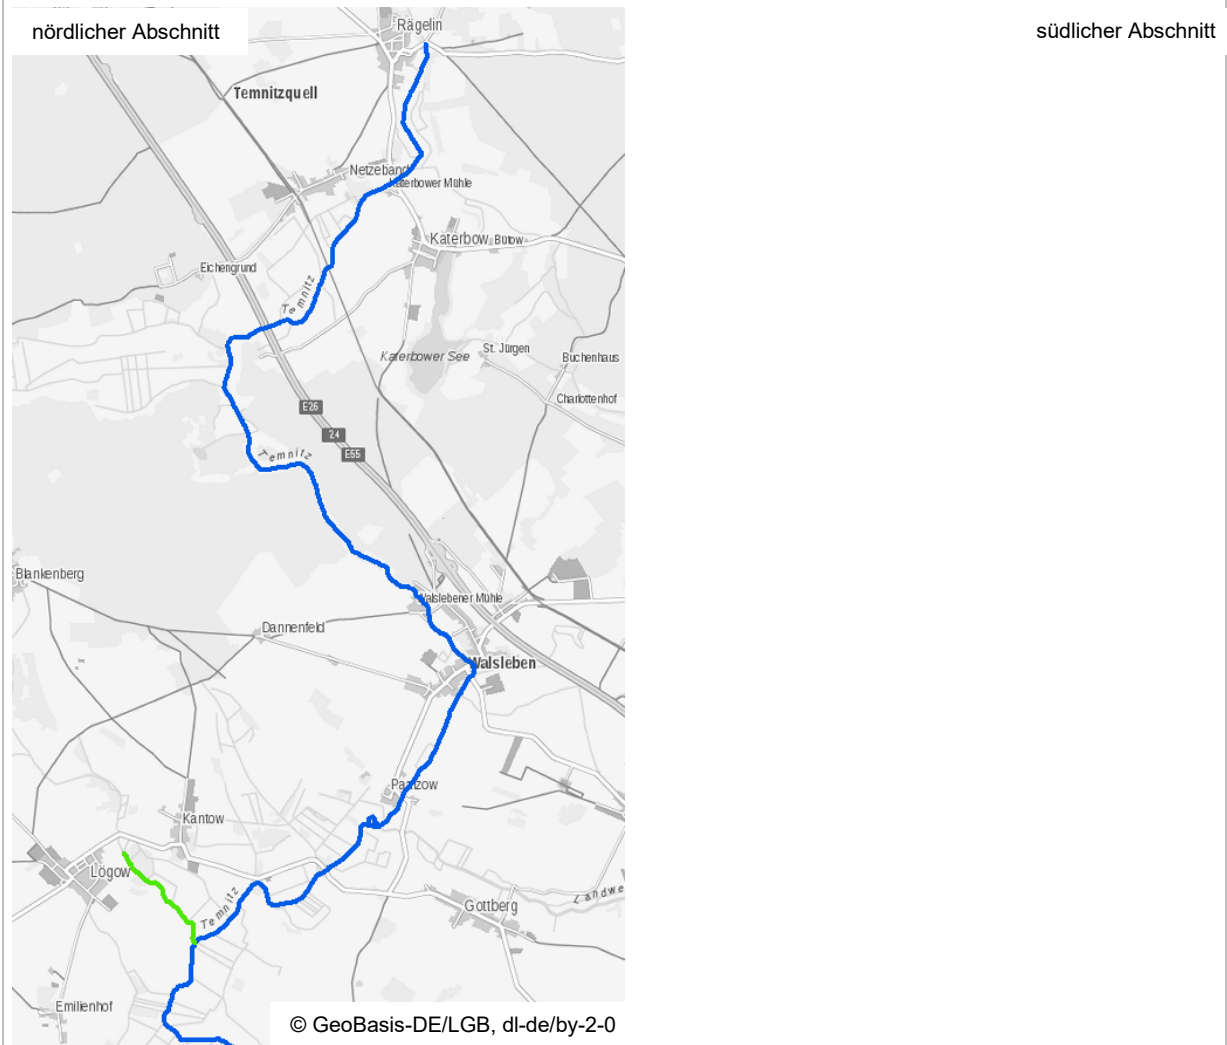 nördlicher Abschnitt
südlicher Abschnitt
Rägelin
Temnitzquell
Netzeband
Katerbower Mühle
Katerbow
Bütow
Eichengrund
Temnitz
Katerbower See
St. Jürgen
Buchenhaus
Charlottenhof
E26
24
E55
Temnitz
Blankenberg
Walslebener Mühle
Dannenfeld
Walsleben
Paalzow
Kantow
Lögow
Temnitz
Gottberg
Landwe
Emilienhof
© GeoBasis-DE/LGB, dl-de/by-2-0